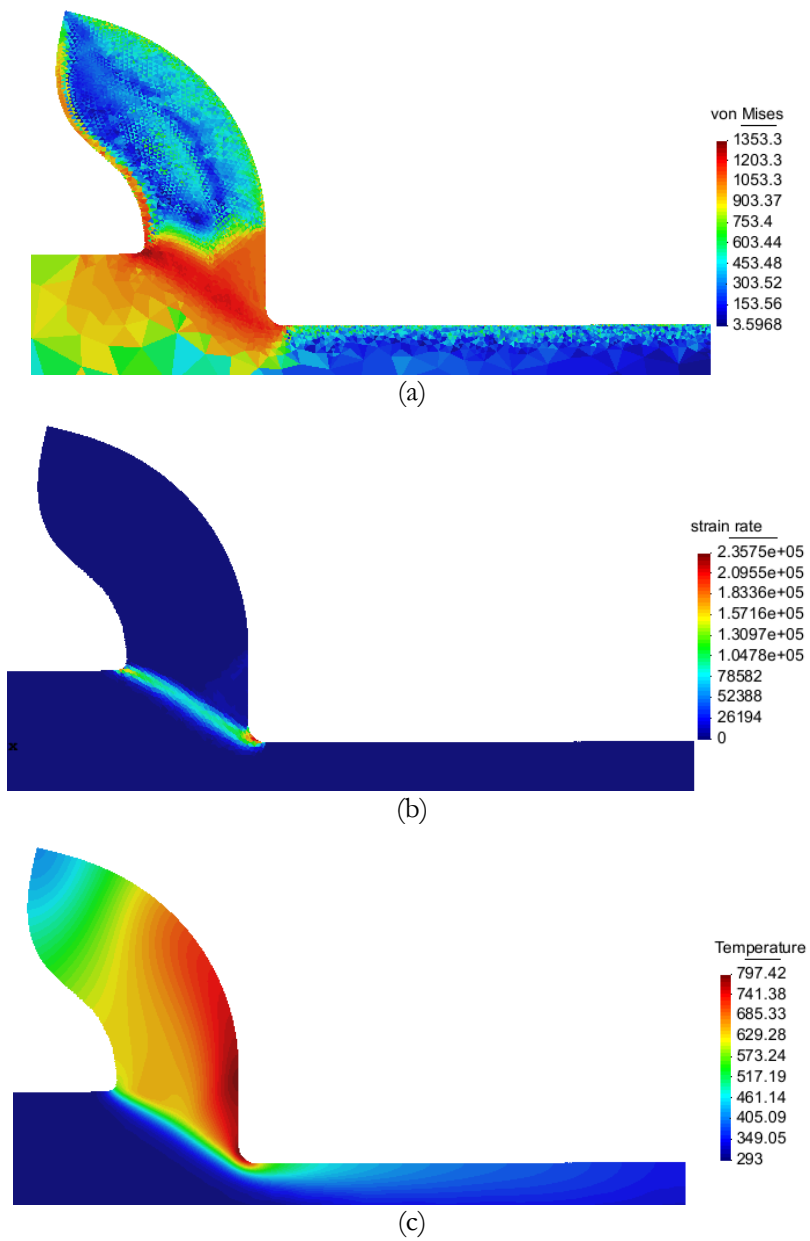 von Mises
1353.3
1203.3
1053.3
903.37
753.4
603.44
453.48
303.52
153.56
3.5968
(a)
strain rate
2.3575e+05
2.0955e+05
1.8336e+05
1.5716e+05
1.3097e+05
1.0478e+05
78582
52388
26194
0
(b)
Temperature
797.42
741.38
685.33
629.28
573.24
517.19
461.14
405.09
349.05
293
(c)